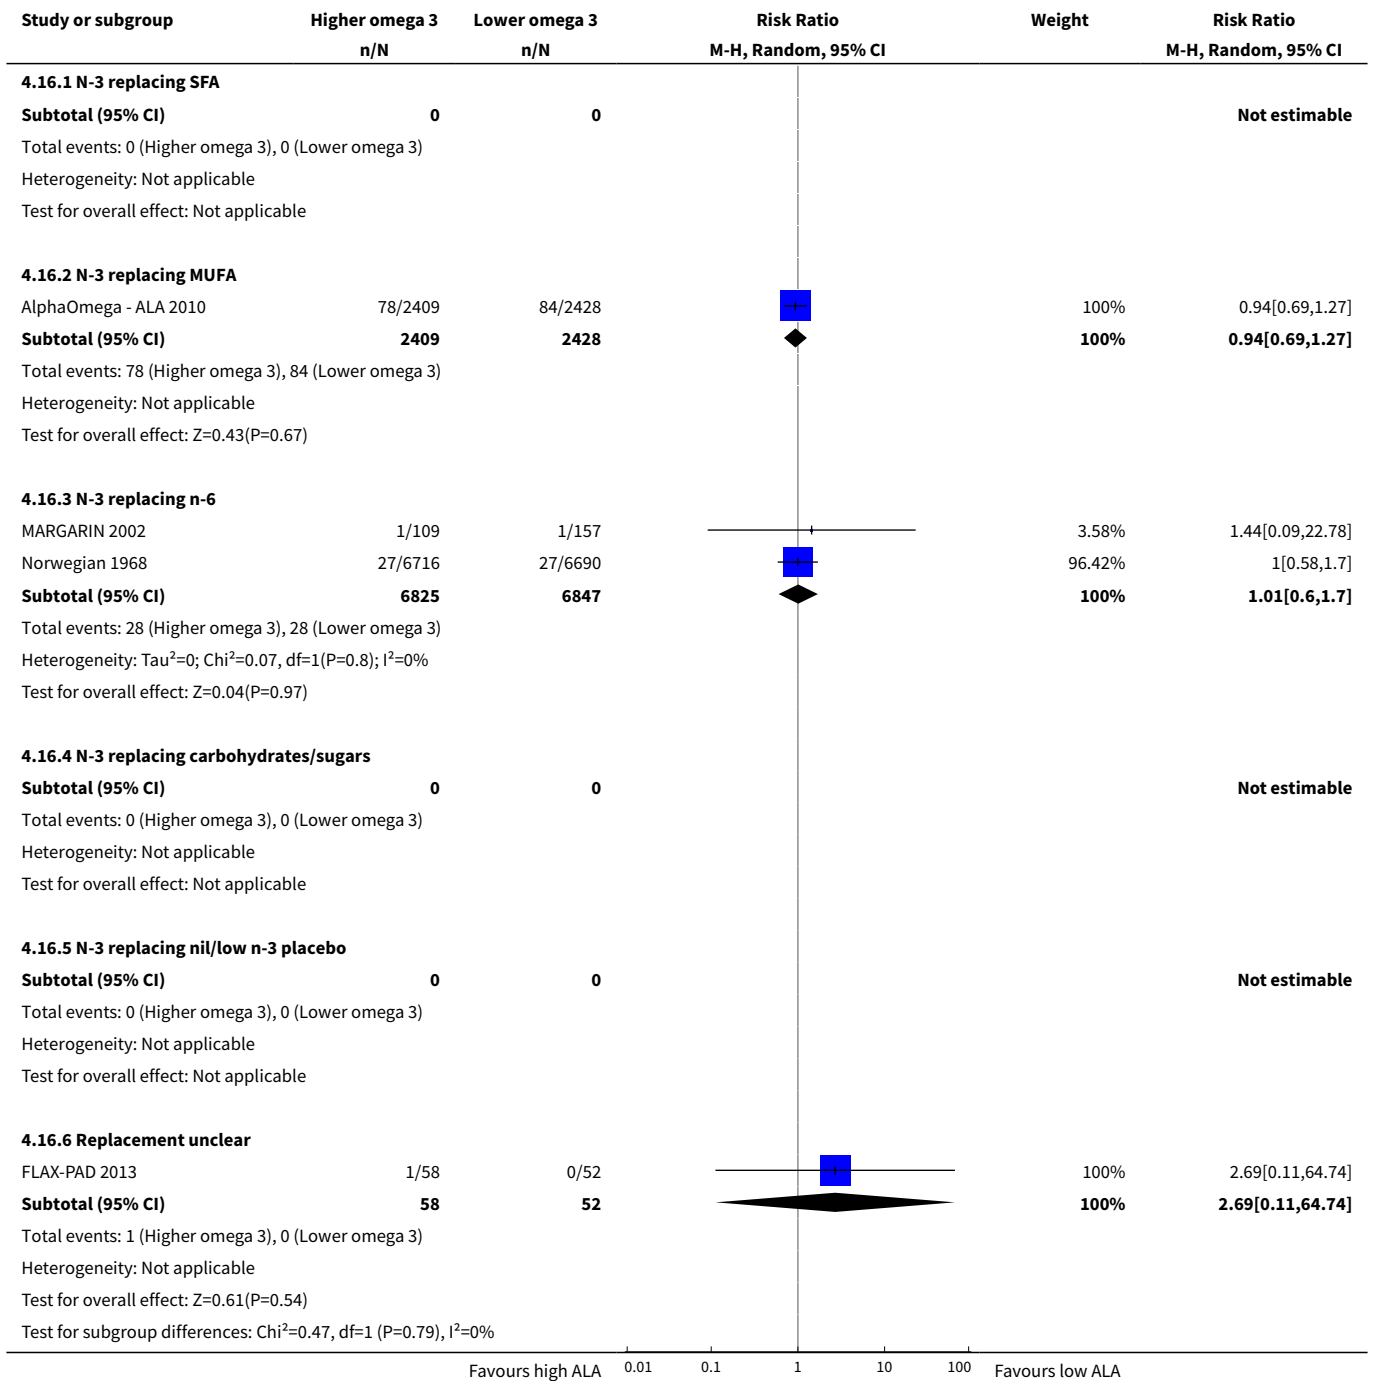 Study or subgroup Higher omega 3 Lower omega 3 Risk Ratio Weight Risk Ratio
n/N n/N M-H, Random, 95% CI M-H, Random, 95% CI
4.16.1 N-3 replacing SFA
Subtotal (95% CI) 0 0 Not estimable
Total events: 0 (Higher omega 3), 0 (Lower omega 3)
Heterogeneity: Not applicable
Test for overall effect: Not applicable
4.16.2 N-3 replacing MUFA
AlphaOmega - ALA 2010 78/2409 84/2428 100% 0.94[0.69,1.27]
Subtotal (95% CI) 2409 2428 100% 0.94[0.69,1.27]
Total events: 78 (Higher omega 3), 84 (Lower omega 3)
Heterogeneity: Not applicable
Test for overall effect: Z=0.43(P=0.67)
4.16.3 N-3 replacing n-6
MARGARIN 2002 1/109 1/157 3.58% 1.44[0.09,22.78]
Norwegian 1968 27/6716 27/6690 96.42% 1[0.58,1.7]
Subtotal (95% CI) 6825 6847 100% 1.01[0.6,1.7]
Total events: 28 (Higher omega 3), 28 (Lower omega 3)
Heterogeneity: Tau²=0; Chi²=0.07, df=1(P=0.8); I²=0%
Test for overall effect: Z=0.04(P=0.97)
4.16.4 N-3 replacing carbohydrates/sugars
Subtotal (95% CI) 0 0 Not estimable
Total events: 0 (Higher omega 3), 0 (Lower omega 3)
Heterogeneity: Not applicable
Test for overall effect: Not applicable
4.16.5 N-3 replacing nil/low n-3 placebo
Subtotal (95% CI) 0 0 Not estimable
Total events: 0 (Higher omega 3), 0 (Lower omega 3)
Heterogeneity: Not applicable
Test for overall effect: Not applicable
4.16.6 Replacement unclear
FLAX-PAD 2013 1/58 0/52 100% 2.69[0.11,64.74]
Subtotal (95% CI) 58 52 100% 2.69[0.11,64.74]
Total events: 1 (Higher omega 3), 0 (Lower omega 3)
Heterogeneity: Not applicable
Test for overall effect: Z=0.61(P=0.54)
Test for subgroup differences: Chi²=0.47, df=1 (P=0.79), I²=0%
Favours high ALA 0.01 0.1 1 10 100 Favours low ALA